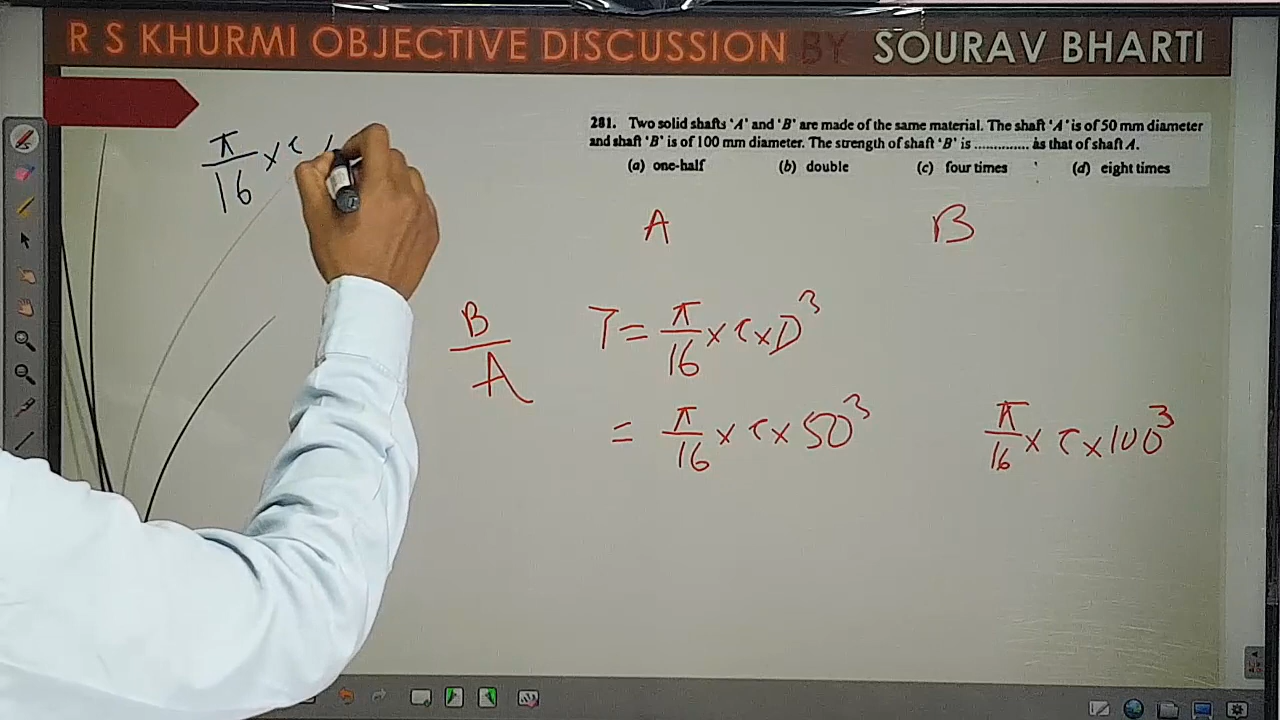 R S KHURMI OBJECTIVE DISCUSSION BY SOURAV BHARTI
281. Two solid shafts 'A' and 'B' are made of the same material. The shaft 'A' is of 50 mm diameter
and shaft 'B' is of 100 mm diameter. The strength of shaft 'B' is .............. as that of shaft A.
(a) one-half (b) double (c) four times (d) eight times
π/16 × τ
A B
B/A
T = π/16 × τ × D³
= π/16 × τ × 50³ π/16 × τ × 100³